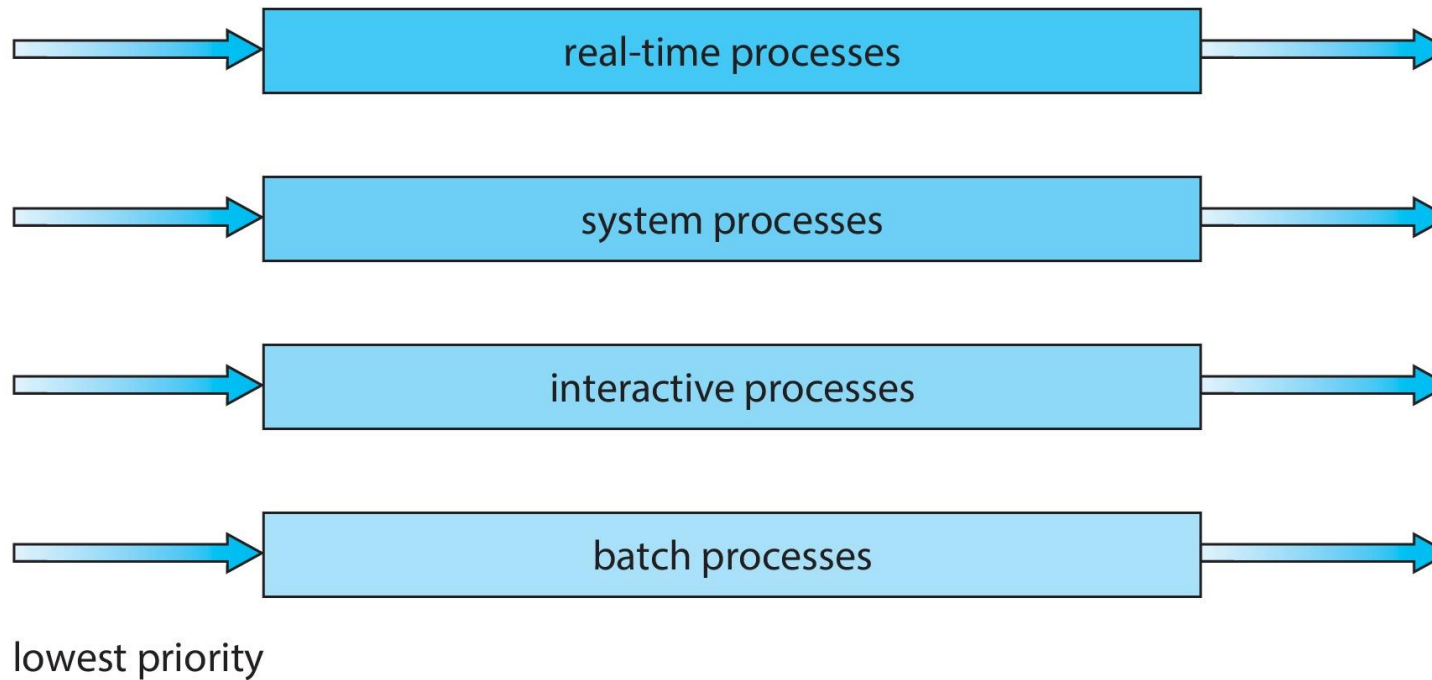 real-time processes
system processes
interactive processes
batch processes
lowest priority